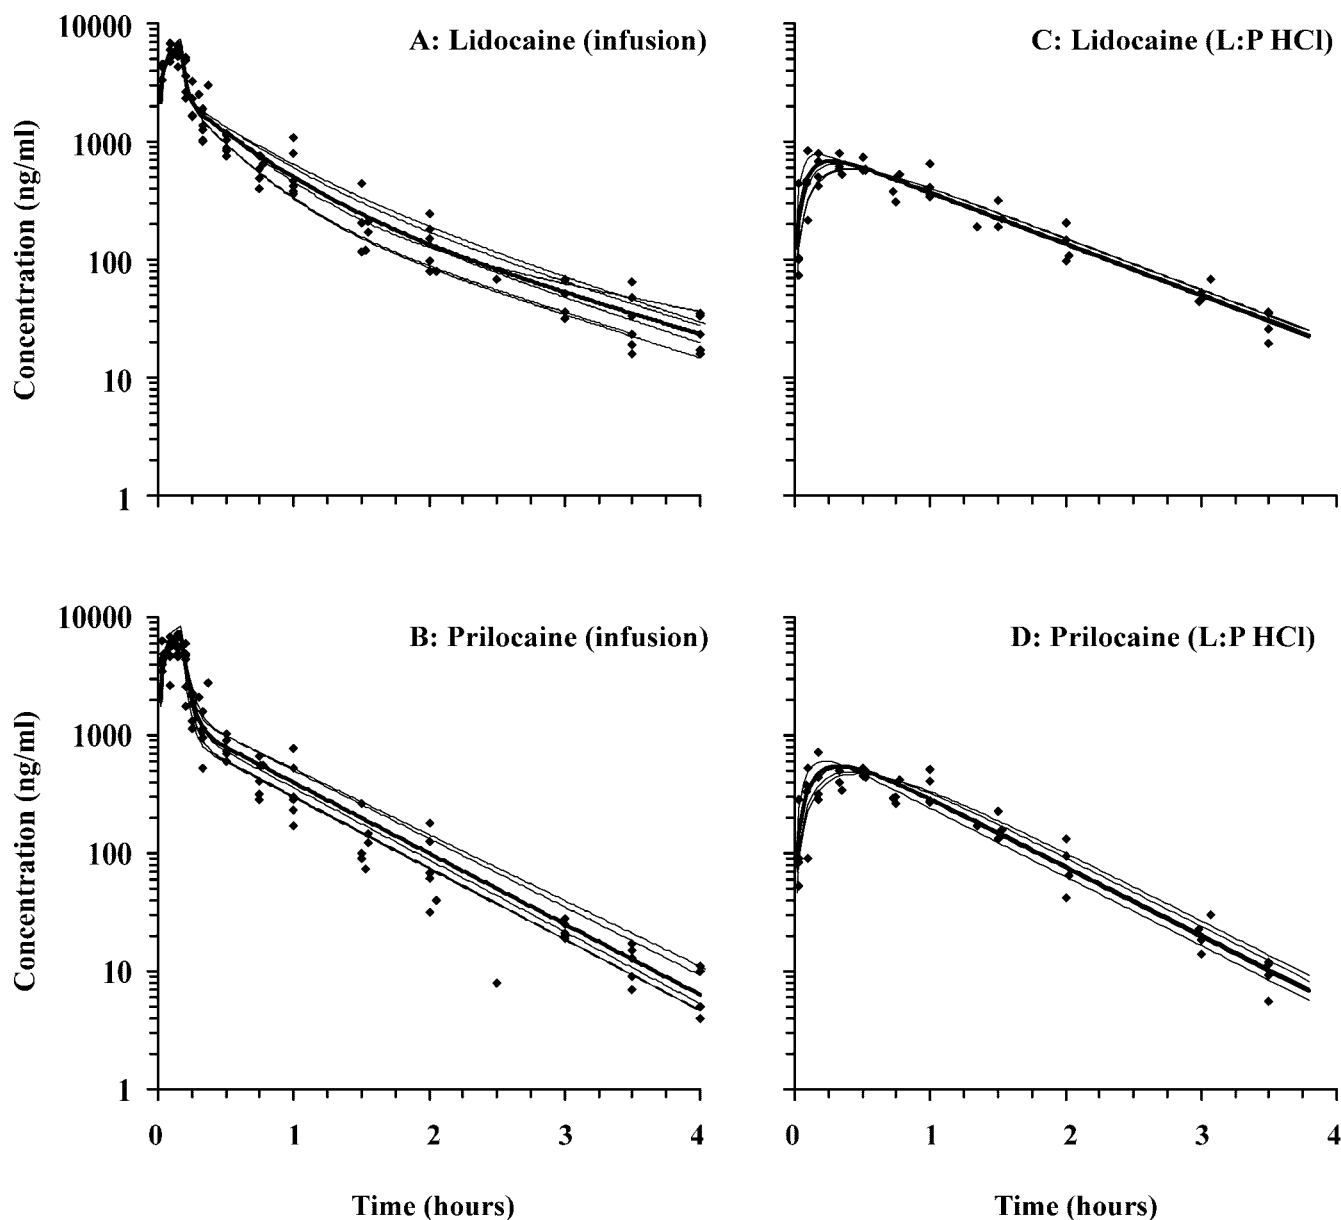 A: Lidocaine (infusion)
10000
1000
100
10
1
Concentration (ng/ml)
C: Lidocaine (L:P HCl)
B: Prilocaine (infusion)
10000
1000
100
10
1
Concentration (ng/ml)
0 1 2 3 4
Time (hours)
D: Prilocaine (L:P HCl)
0 1 2 3 4
Time (hours)